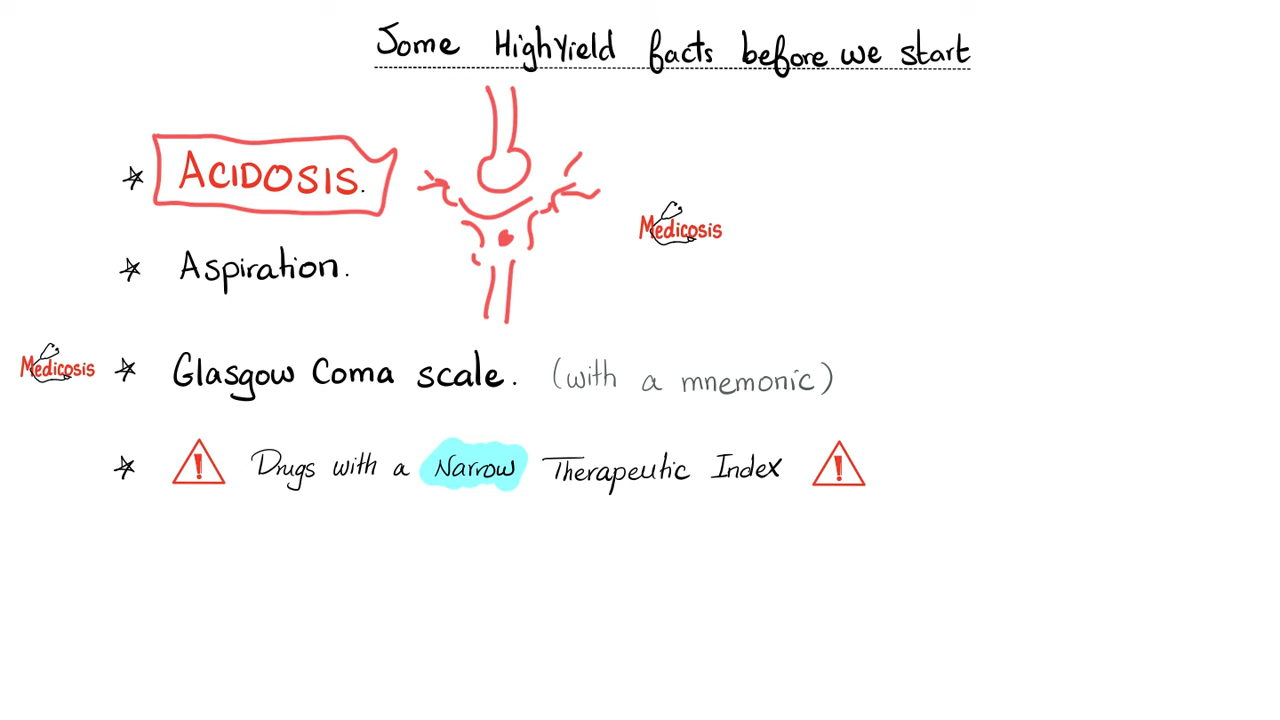 Some HighYield facts before we start
ACIDOSIS.
Medicosis
Aspiration.
Medicosis
Glasgow Coma scale. (with a mnemonic)
Drugs with a Narrow Therapeutic Index